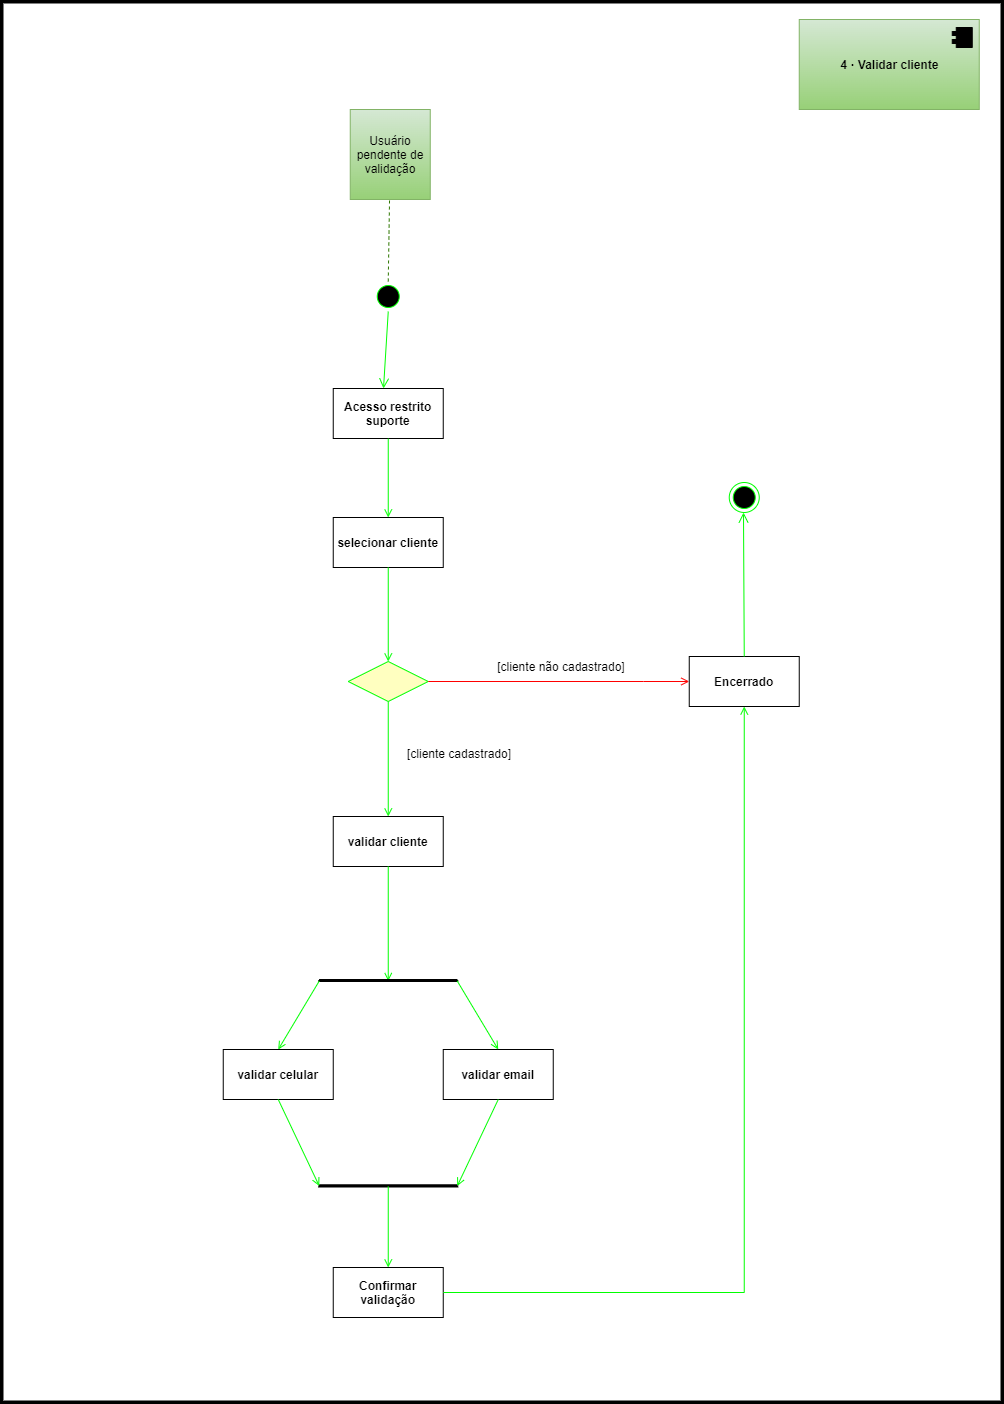 4 · Validar cliente
Usuário
pendente de
validação
Acesso restrito
suporte
selecionar cliente
[cliente não cadastrado]
Encerrado
[cliente cadastrado]
validar cliente
validar celular
validar email
Confirmar
validação